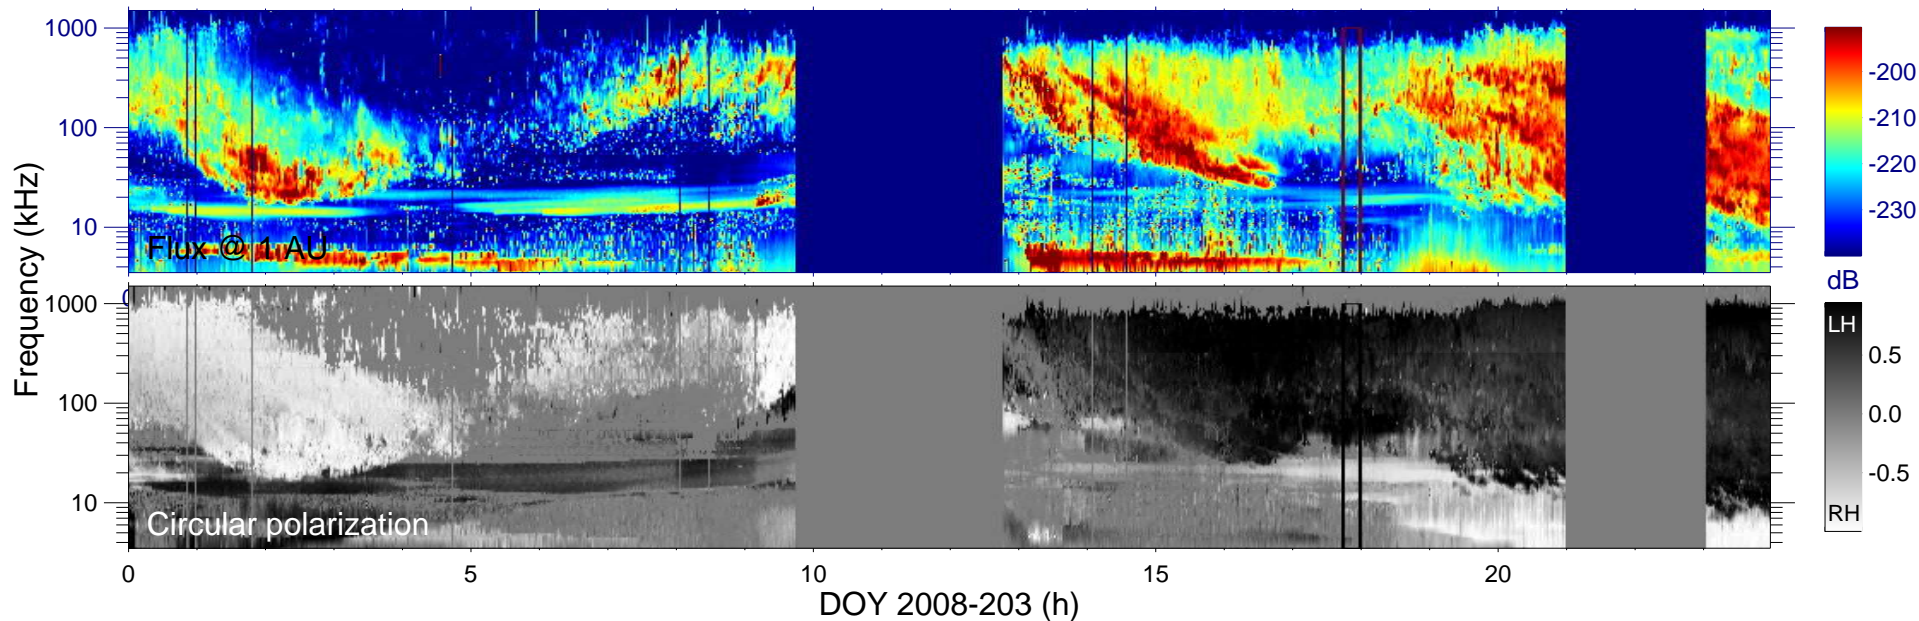 Frequency (kHz)
1000
100
10
Flux @ 1 AU
-200
-210
-220
-230
dB
1000
100
10
Circular polarization
LH
0.5
0.0
-0.5
RH
0 5 10 15 20
DOY 2008-203 (h)